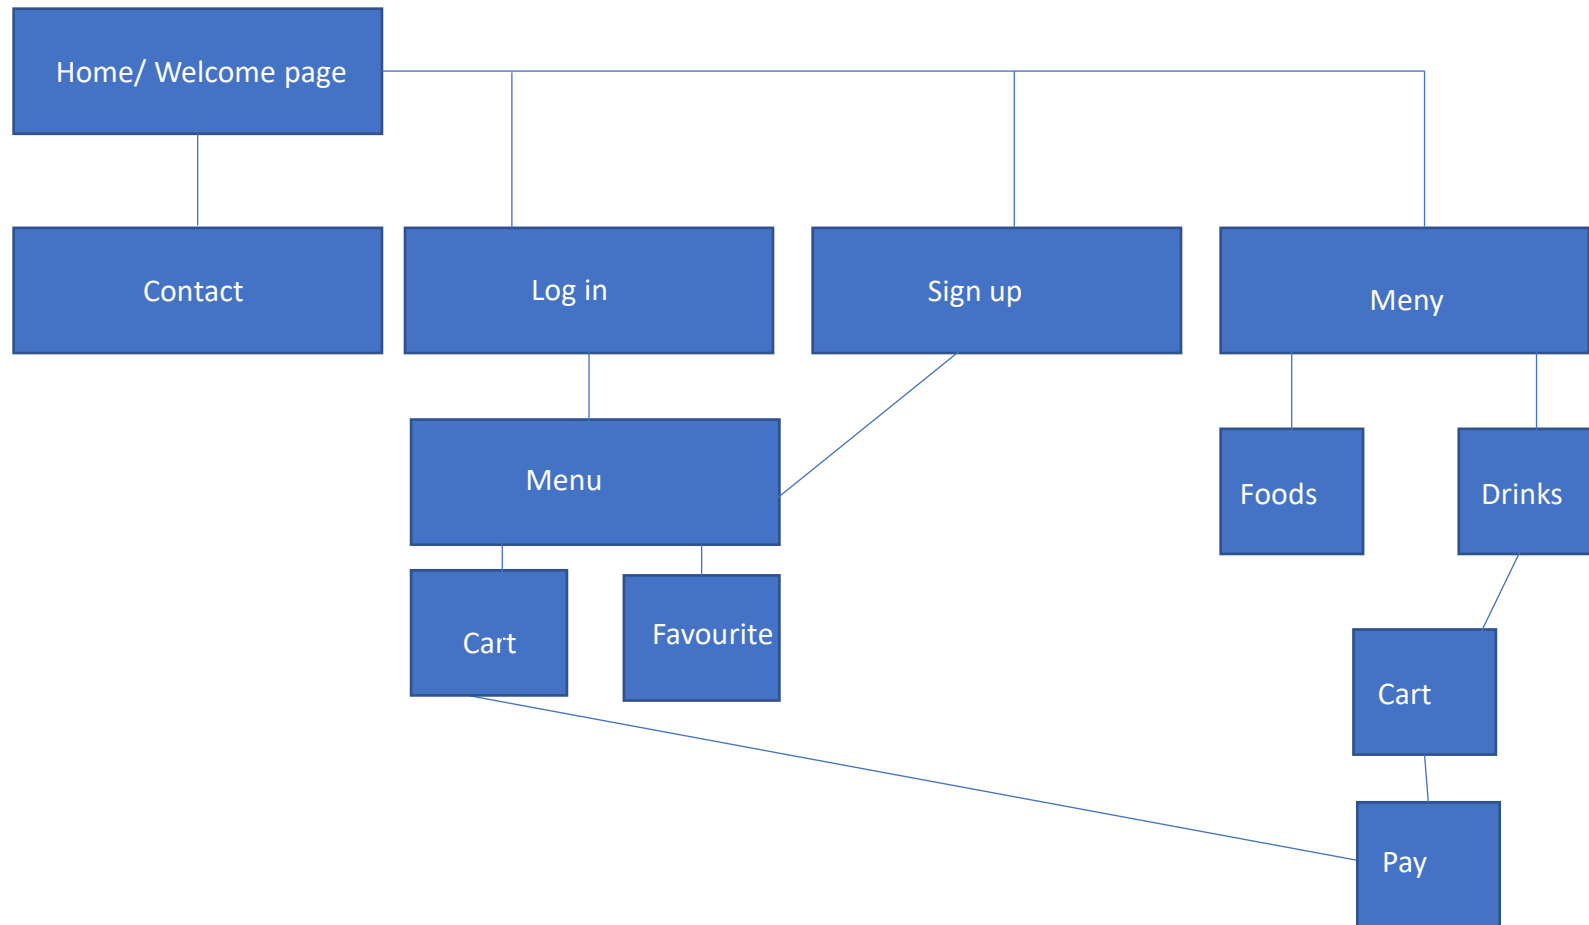 Home/ Welcome page
Contact
Log in
Sign up
Meny
Menu
Foods
Drinks
Cart
Favourite
Cart
Pay